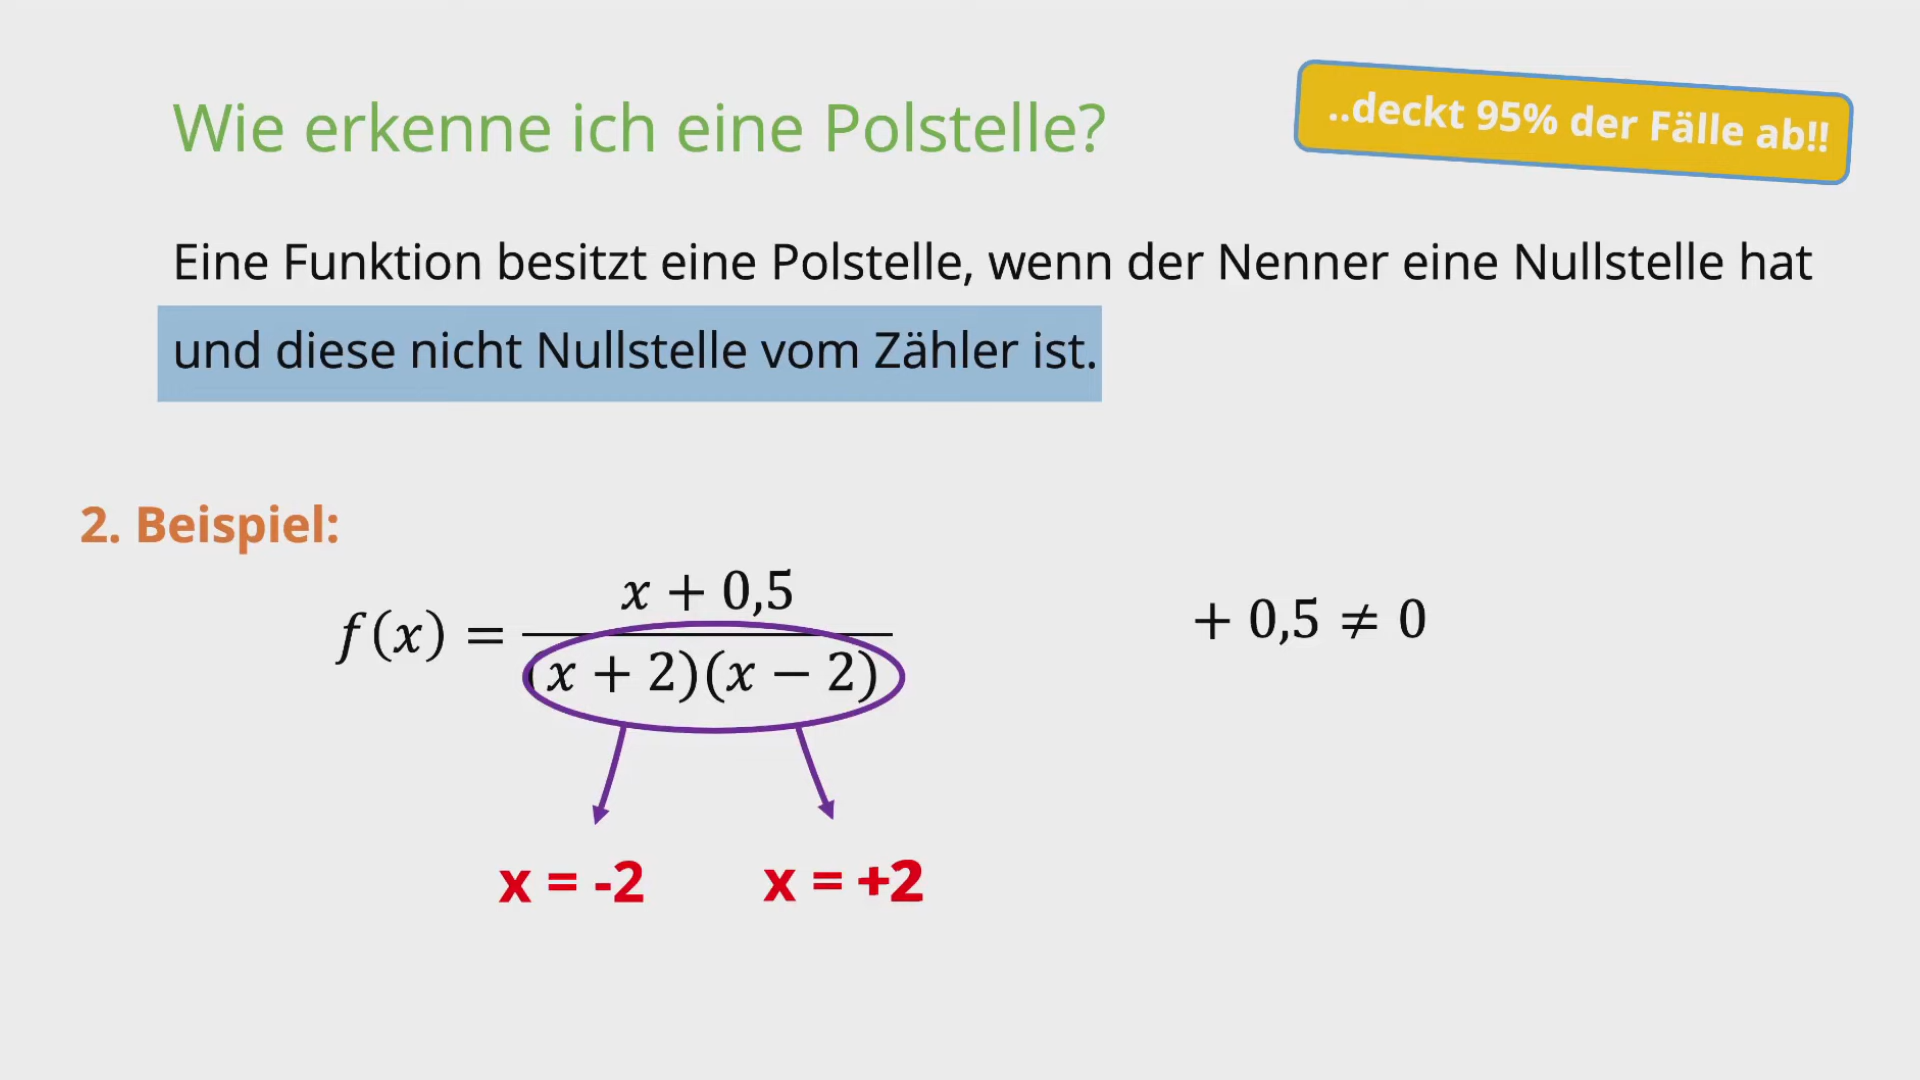 Wie erkenne ich eine Polstelle?
..deckt 95% der Fälle ab!!
Eine Funktion besitzt eine Polstelle, wenn der Nenner eine Nullstelle hat
und diese nicht Nullstelle vom Zähler ist.
2. Beispiel:
x + 0,5
f(x) =
(x + 2)(x − 2)
+ 0,5 ≠ 0
x = -2
x = +2